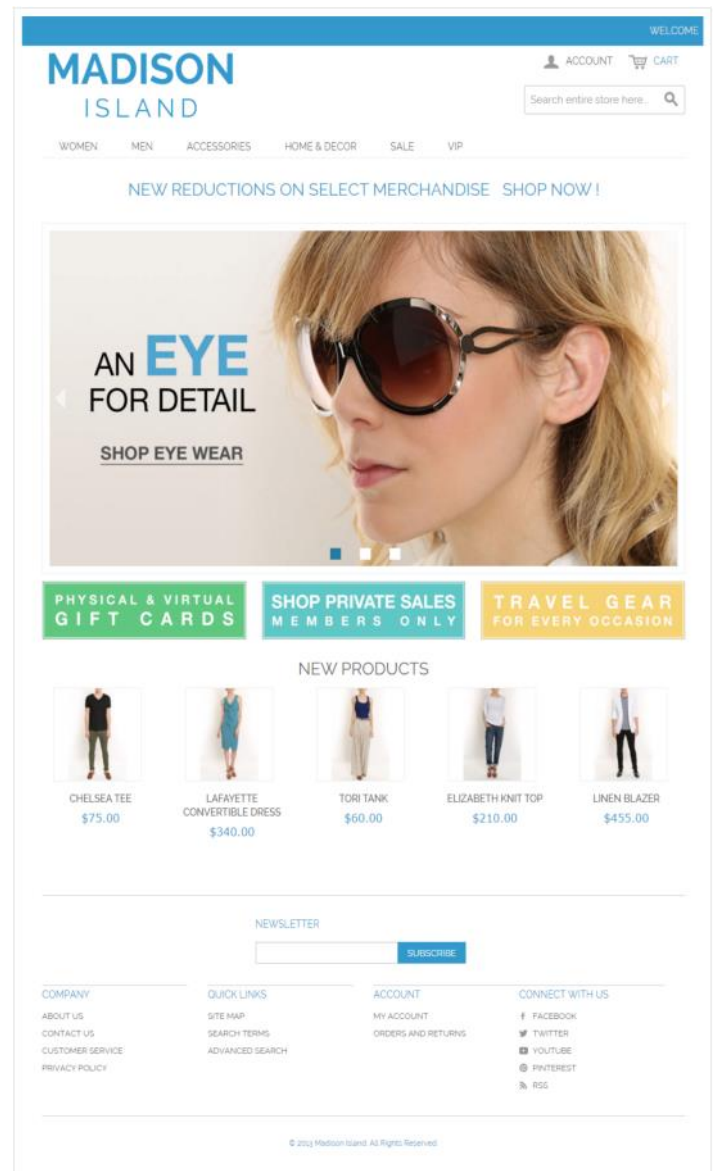 WELCOME
MADISON
ISLAND
ACCOUNT CART
Search entire store here...
WOMEN MEN ACCESSORIES HOME & DECOR SALE VIP
NEW REDUCTIONS ON SELECT MERCHANDISE SHOP NOW !
AN EYE
FOR DETAIL
SHOP EYE WEAR
PHYSICAL & VIRTUAL
GIFT CARDS
SHOP PRIVATE SALES
MEMBERS ONLY
TRAVEL GEAR
FOR EVERY OCCASION
NEW PRODUCTS
CHELSEA TEE
$75.00
LAFAYETTE
CONVERTIBLE DRESS
$340.00
TORI TANK
$60.00
ELIZABETH KNIT TOP
$210.00
LINEN BLAZER
$455.00
NEWSLETTER
SUBSCRIBE
COMPANY
ABOUT US
CONTACT US
CUSTOMER SERVICE
PRIVACY POLICY
QUICK LINKS
SITE MAP
SEARCH TERMS
ADVANCED SEARCH
ACCOUNT
MY ACCOUNT
ORDERS AND RETURNS
CONNECT WITH US
FACEBOOK
TWITTER
YOUTUBE
PINTEREST
RSS
© 2013 Madison Island. All Rights Reserved.